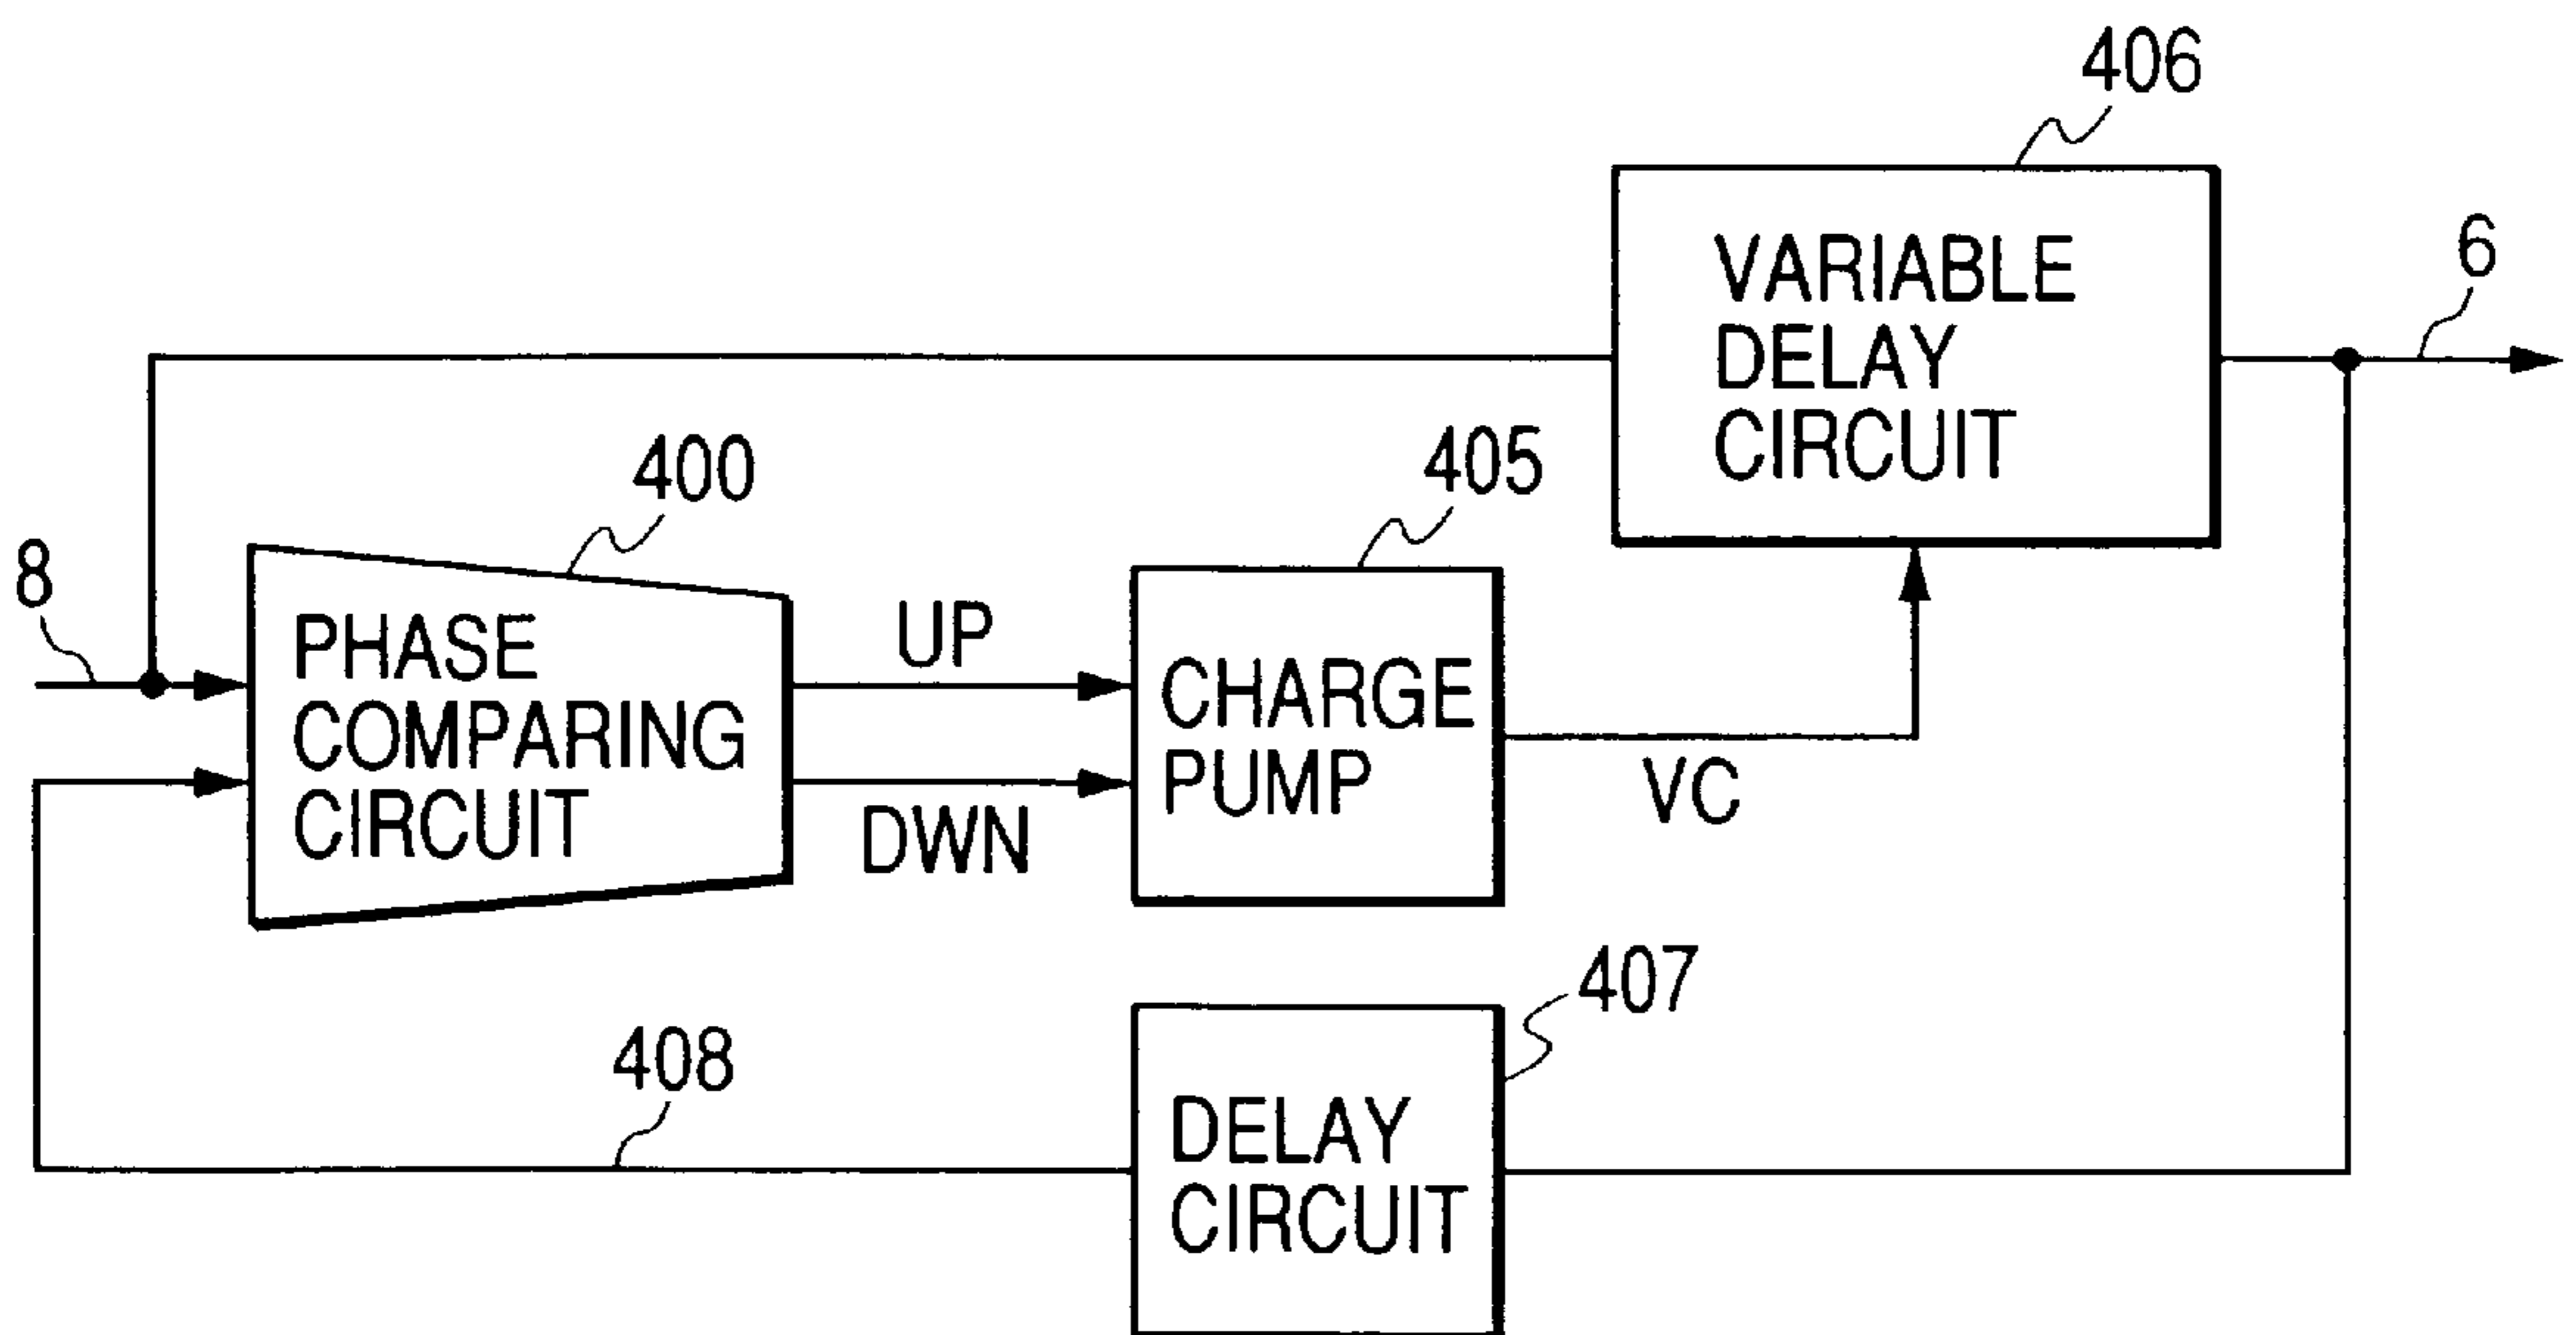 406
VARIABLE
DELAY
CIRCUIT
6
400
405
8
PHASE
COMPARING
CIRCUIT
UP
DWN
CHARGE
PUMP
VC
407
408
DELAY
CIRCUIT